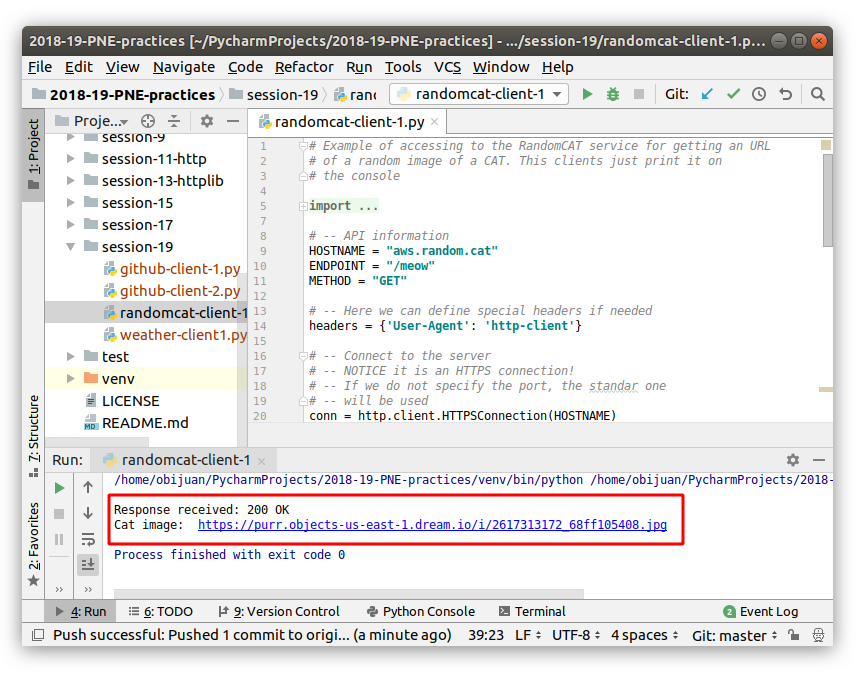 2018-19-PNE-practices [~/PycharmProjects/2018-19-PNE-practices] - .../session-19/randomcat-client-1.p...
File Edit View Navigate Code Refactor Run Tools VCS Window Help
2018-19-PNE-practices session-19 randomcat-client-1 Git:
1: Project
Proje...
session-9
session-11-http
session-13-httplib
session-15
session-17
session-19
github-client-1.py
github-client-2.py
randomcat-client-1
weather-client1.py
test
venv
LICENSE
MD README.md
randomcat-client-1.py
1 # Example of accessing to the RandomCAT service for getting an URL
2 # of a random image of a CAT. This clients just print it on
3 # the console
4
5 import ...
7
8 # -- API information
9 HOSTNAME = "aws.random.cat"
10 ENDPOINT = "/meow"
11 METHOD = "GET"
12
13 # -- Here we can define special headers if needed
14 headers = {'User-Agent': 'http-client'}
15
16 # -- Connect to the server
17 # -- NOTICE it is an HTTPS connection!
18 # -- If we do not specify the port, the standar one
19 # -- will be used
20 conn = http.client.HTTPSConnection(HOSTNAME)
7: Structure
2: Favorites
Run: randomcat-client-1
/home/obijuan/PycharmProjects/2018-19-PNE-practices/venv/bin/python /home/obijuan/PycharmProjects/2018-
Response received: 200 OK
Cat image: https://purr.objects-us-east-1.dream.io/i/2617313172_68ff105408.jpg
Process finished with exit code 0
4: Run 6: TODO 9: Version Control Python Console Terminal 2 Event Log
Push successful: Pushed 1 commit to origi... (a minute ago) 39:23 LF UTF-8 4 spaces Git: master